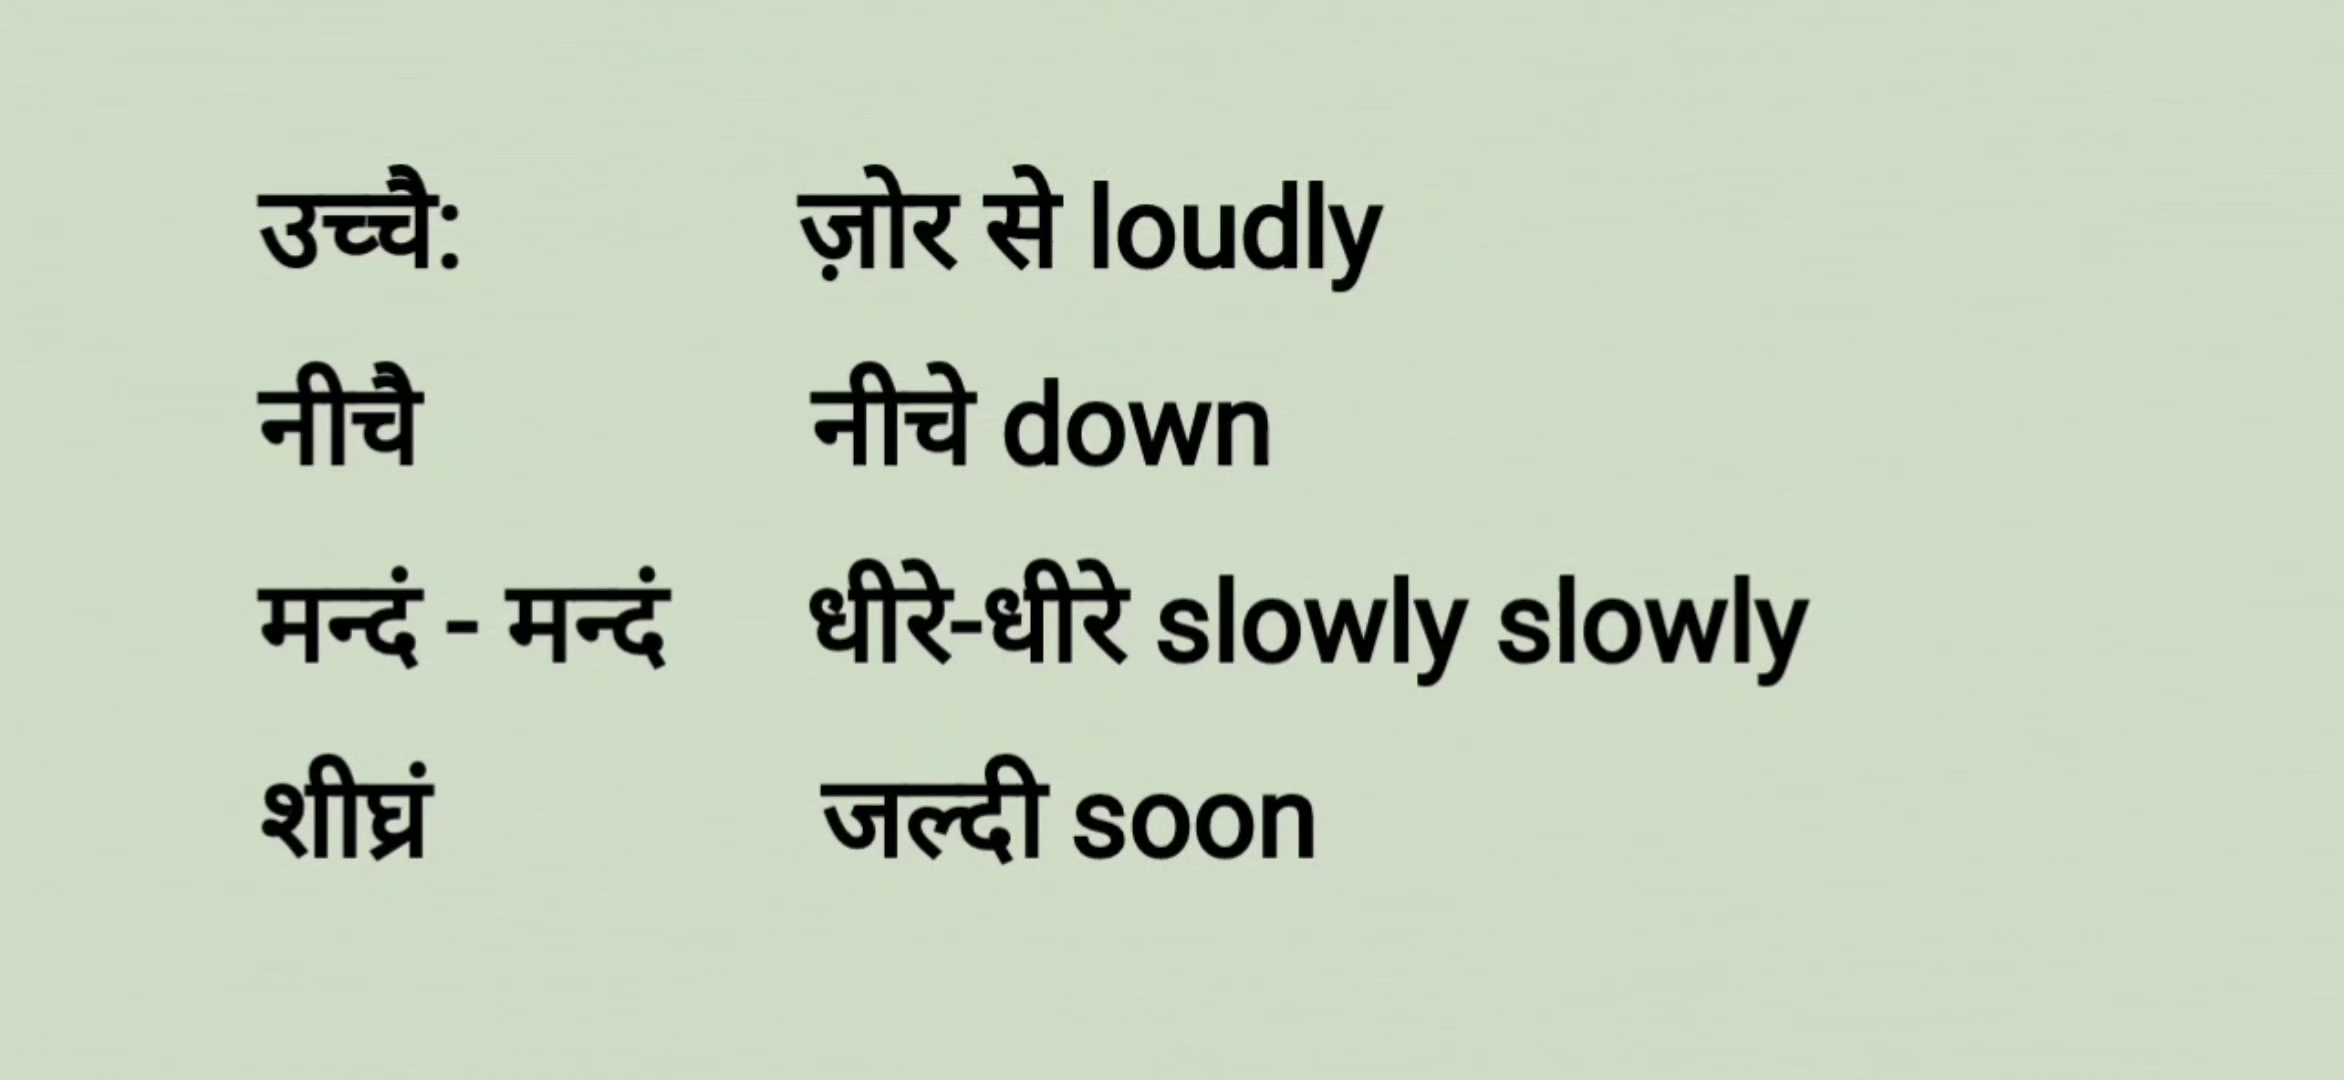 उच्चै: ज़ोर से loudly
नीचै नीचे down
मन्दं - मन्दं धीरे-धीरे slowly slowly
शीघ्रं जल्दी soon